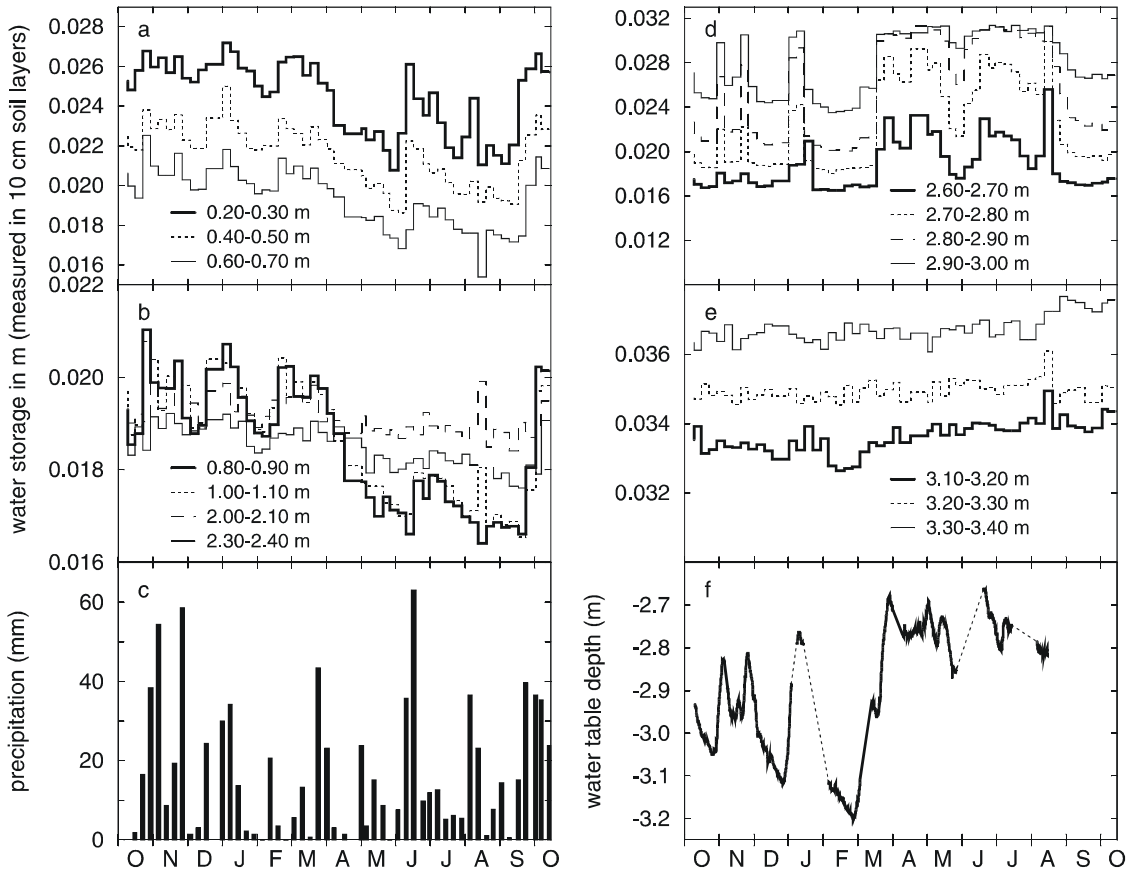 water storage in m (measured in 10 cm soil layers)
a
0.028
0.026
0.024
0.022
0.020
0.018
0.016
0.20-0.30 m
0.40-0.50 m
0.60-0.70 m
b
0.022
0.020
0.018
0.016
0.80-0.90 m
1.00-1.10 m
2.00-2.10 m
2.30-2.40 m
c
precipitation (mm)
60
40
20
0
O N D J F M A M J J A S O
d
0.032
0.028
0.024
0.020
0.016
0.012
2.60-2.70 m
2.70-2.80 m
2.80-2.90 m
2.90-3.00 m
e
0.036
0.034
0.032
3.10-3.20 m
3.20-3.30 m
3.30-3.40 m
f
water table depth (m)
-2.7
-2.8
-2.9
-3.0
-3.1
-3.2
O N D J F M A M J J A S O